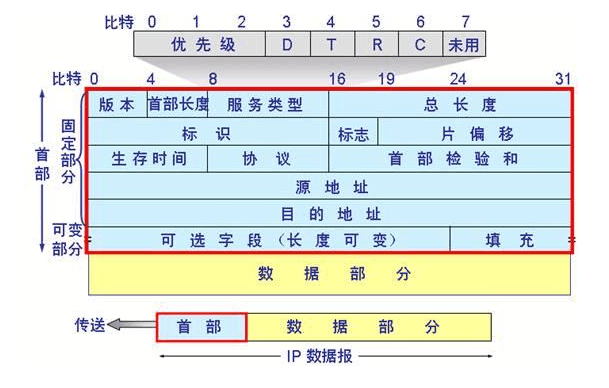 比特 0 1 2 3 4 5 6 7
优先级 D T R C 未用
比特 0 4 8 16 19 24 31
版本 首部长度 服务类型 总长度
标识 标志 片偏移
生存时间 协议 首部检验和
源地址
目的地址
可选字段(长度可变) 填充
数据部分
首部
固定部分
可变部分
传送 首部 数据部分
IP 数据报